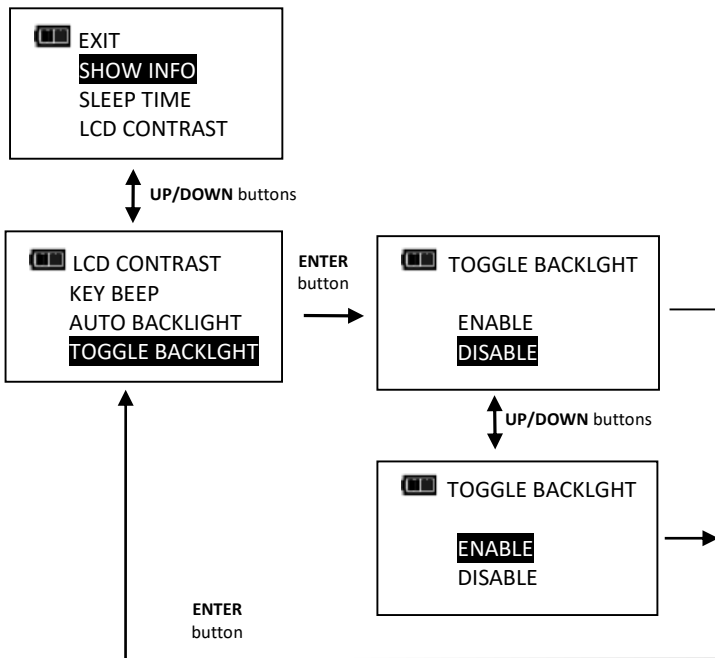 EXIT
SHOW INFO
SLEEP TIME
LCD CONTRAST
UP/DOWN buttons
LCD CONTRAST
KEY BEEP
AUTO BACKLIGHT
TOGGLE BACKLGHT
ENTER
button
TOGGLE BACKLGHT
ENABLE
DISABLE
UP/DOWN buttons
TOGGLE BACKLGHT
ENABLE
DISABLE
ENTER
button